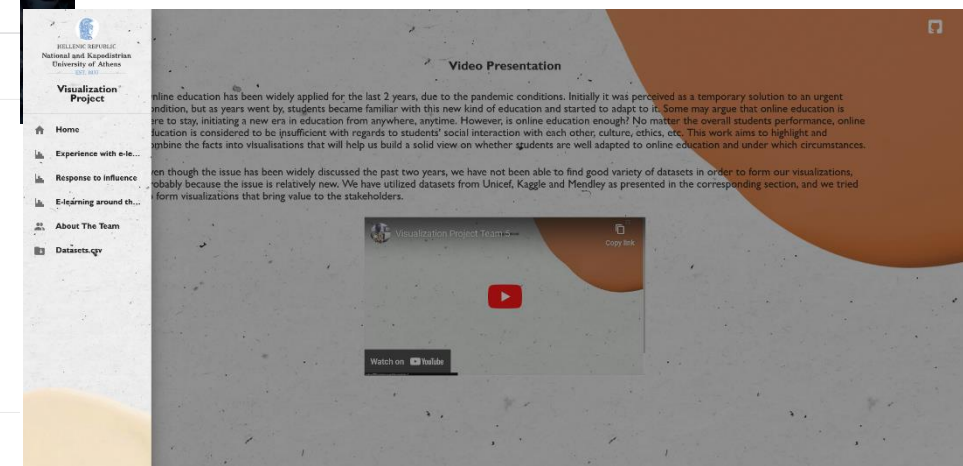 HELLENIC REPUBLIC
National and Kapodistrian
University of Athens
EST. 1837
Visualization
Project
Home
Experience with e-le...
Response to influence
E-learning around th...
About The Team
Datasets.csv
Video Presentation
nline education has been widely applied for the last 2 years, due to the pandemic conditions. Initially it was perceived as a temporary solution to an urgent
ondition, but as years went by, students became familiar with this new kind of education and started to adapt to it. Some may argue that online education is
ere to stay, initiating a new era in education from anywhere, anytime. However, is online education enough? No matter the overall students performance, online
ducation is considered to be insufficient with regards to students' social interaction with each other, culture, ethics, etc. This work aims to highlight and
ombine the facts into visualisations that will help us build a solid view on whether students are well adapted to online education and under which circumstances.
ven though the issue has been widely discussed the past two years, we have not been able to find good variety of datasets in order to form our visualizations,
robably because the issue is relatively new. We have utilized datasets from Unicef, Kaggle and Mendley as presented in the corresponding section, and we tried
form visualizations that bring value to the stakeholders.
Visualization Project Team 5...
Copy link
Watch on YouTube